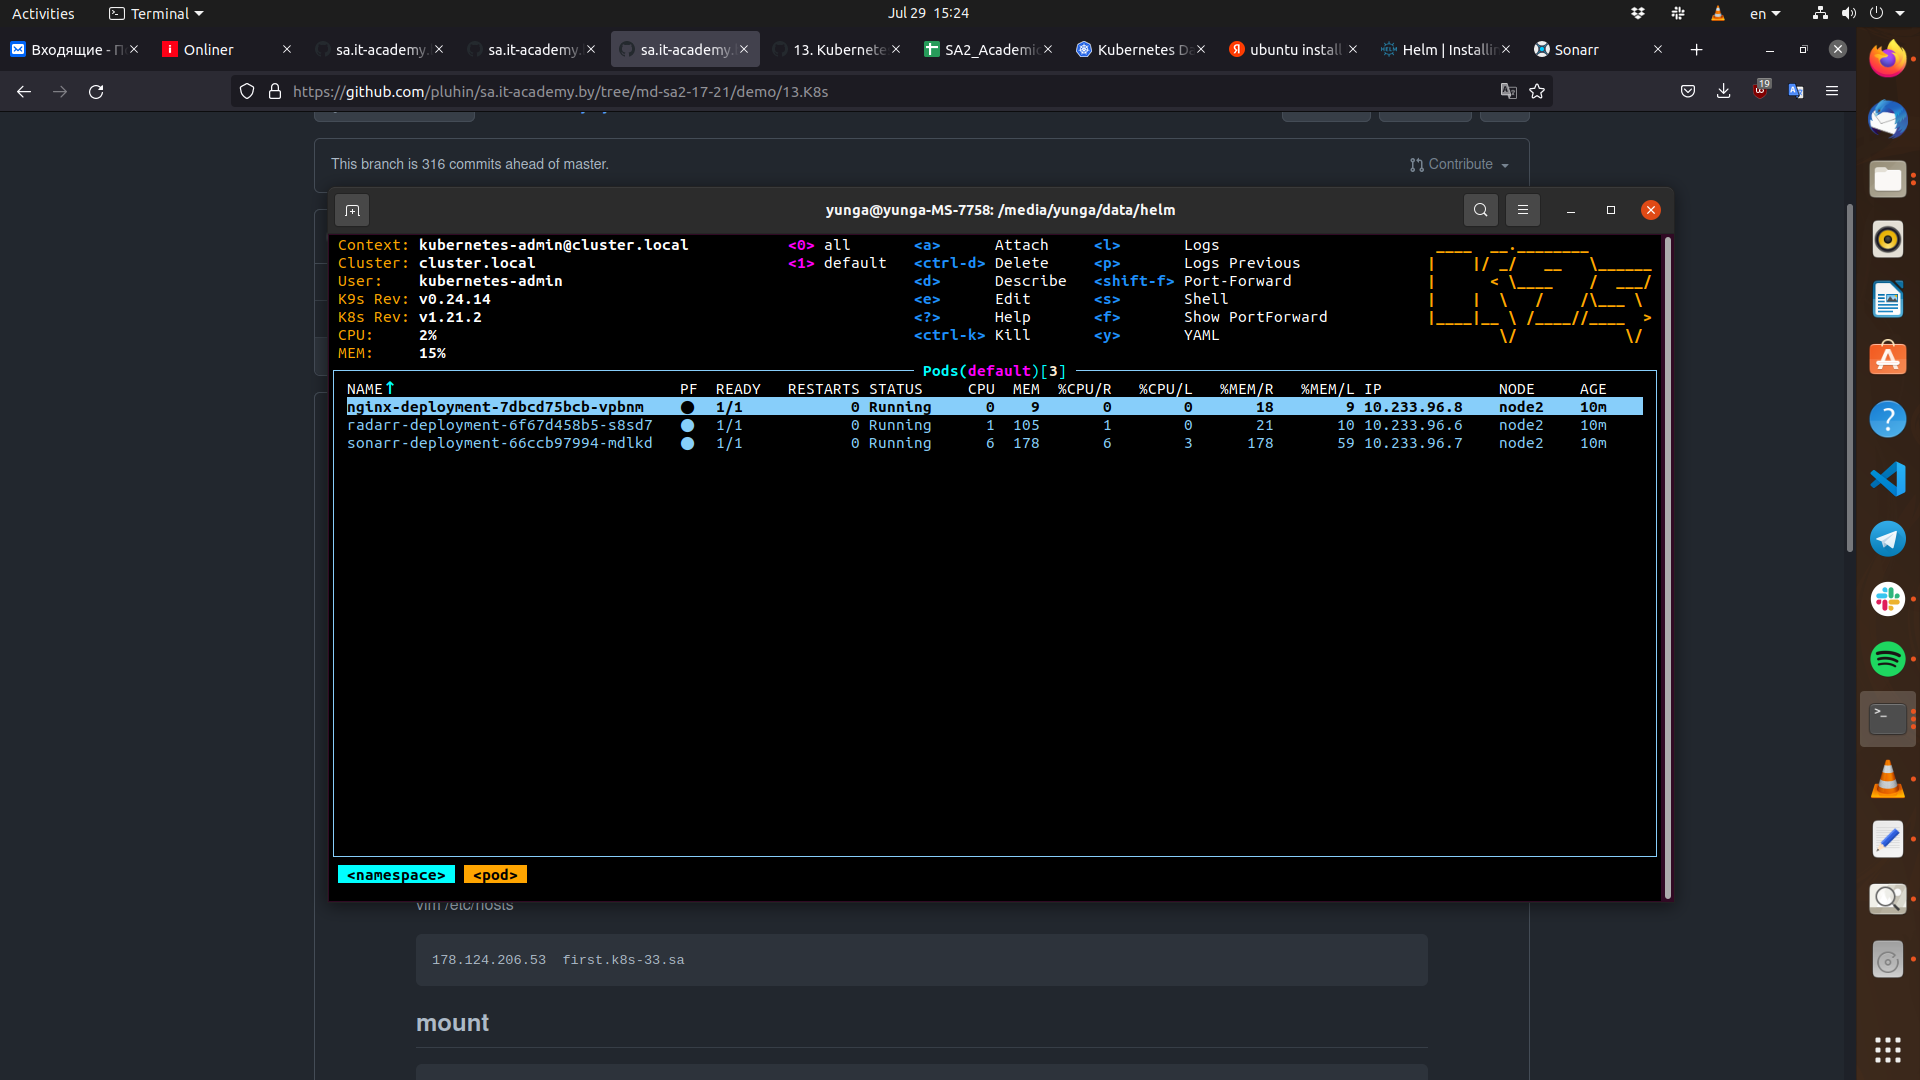 Activities Terminal Jul 29 15:24 en
Входящие - П Onliner sa.it-academy. sa.it-academy. sa.it-academy. 13. Kubernete SA2_Academic Kubernetes Da ubuntu install Helm | Installin Sonarr
https://github.com/pluhin/sa.it-academy.by/tree/md-sa2-17-21/demo/13.K8s 19
This branch is 316 commits ahead of master. Contribute
yunga@yunga-MS-7758: /media/yunga/data/helm
Context: kubernetes-admin@cluster.local <0> all <a> Attach <l> Logs
Cluster: cluster.local <1> default <ctrl-d> Delete <p> Logs Previous
User: kubernetes-admin <d> Describe <shift-f> Port-Forward
K9s Rev: v0.24.14 <e> Edit <s> Shell
K8s Rev: v1.21.2 <?> Help <f> Show PortForward
CPU: 2% <ctrl-k> Kill <y> YAML
MEM: 15%
Pods(default)[3]
NAME↑ PF READY RESTARTS STATUS CPU MEM %CPU/R %CPU/L %MEM/R %MEM/L IP NODE AGE
nginx-deployment-7dbcd75bcb-vpbnm ● 1/1 0 Running 0 9 0 0 18 9 10.233.96.8 node2 10m
radarr-deployment-6f67d458b5-s8sd7 ● 1/1 0 Running 1 105 1 0 21 10 10.233.96.6 node2 10m
sonarr-deployment-66ccb97994-mdlkd ● 1/1 0 Running 6 178 6 3 178 59 10.233.96.7 node2 10m
<namespace> <pod>
vim /etc/hosts
178.124.206.53 first.k8s-33.sa
mount